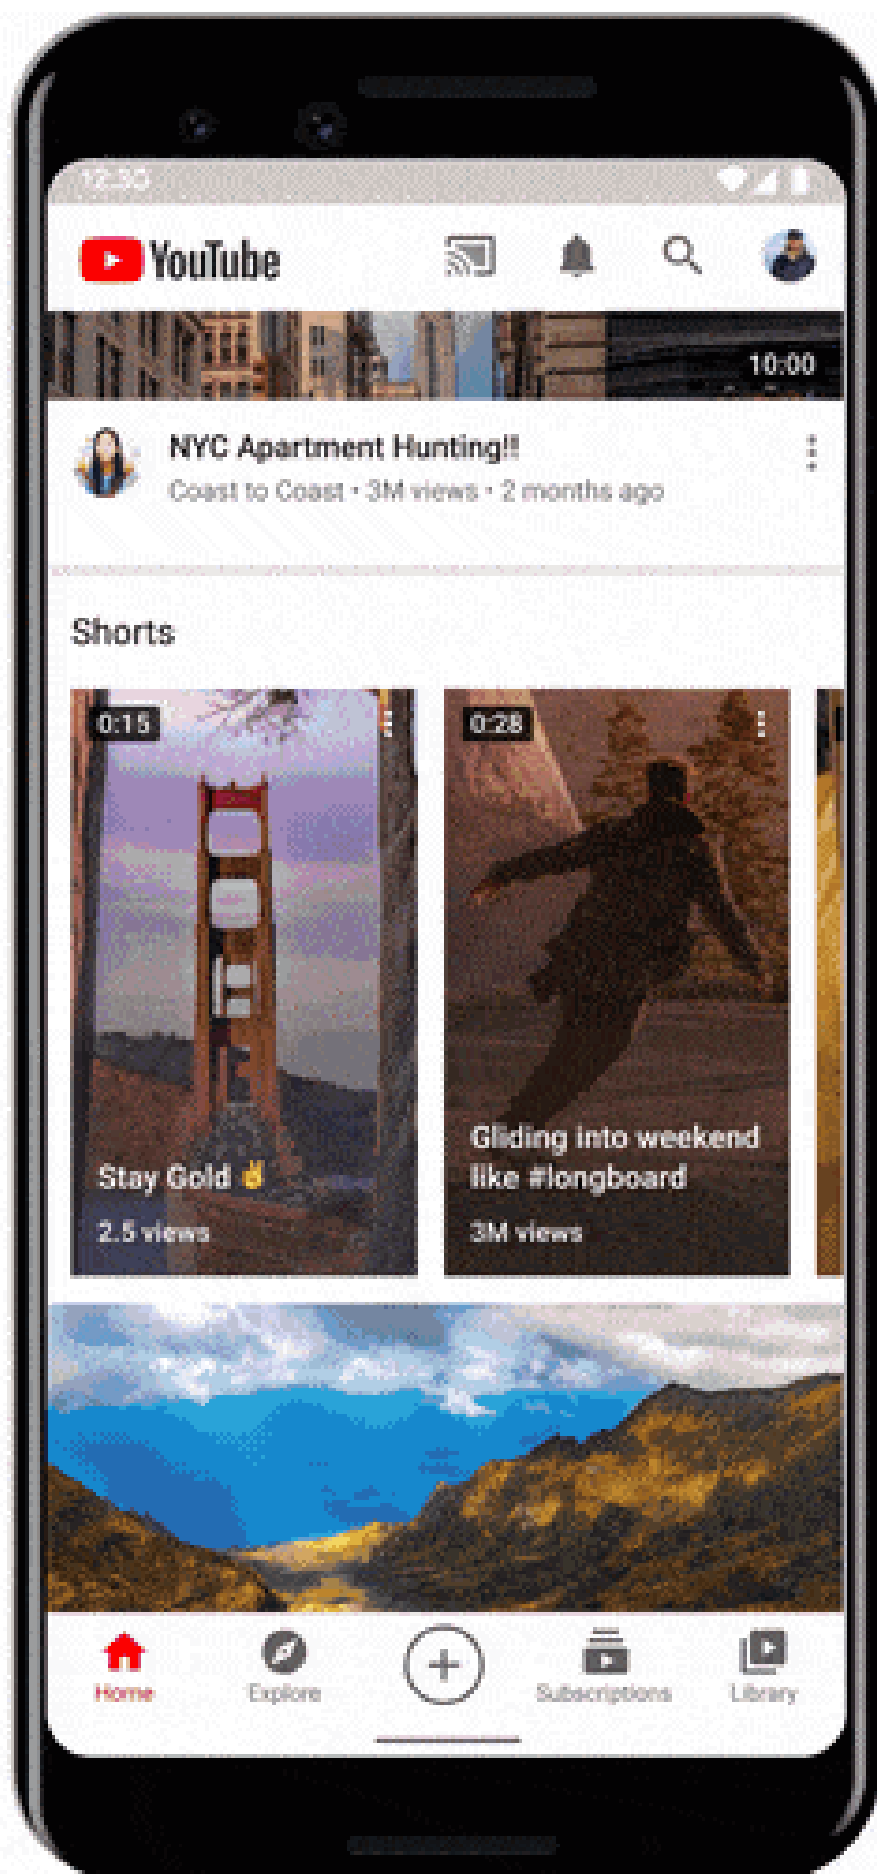 12:30
YouTube
10:00
NYC Apartment Hunting!!
Coast to Coast • 3M views • 2 months ago
Shorts
0:15
0:28
Stay Gold ✌
2.5 views
Gliding into weekend
like #longboard
3M views
Home
Explore
Subscriptions
Library